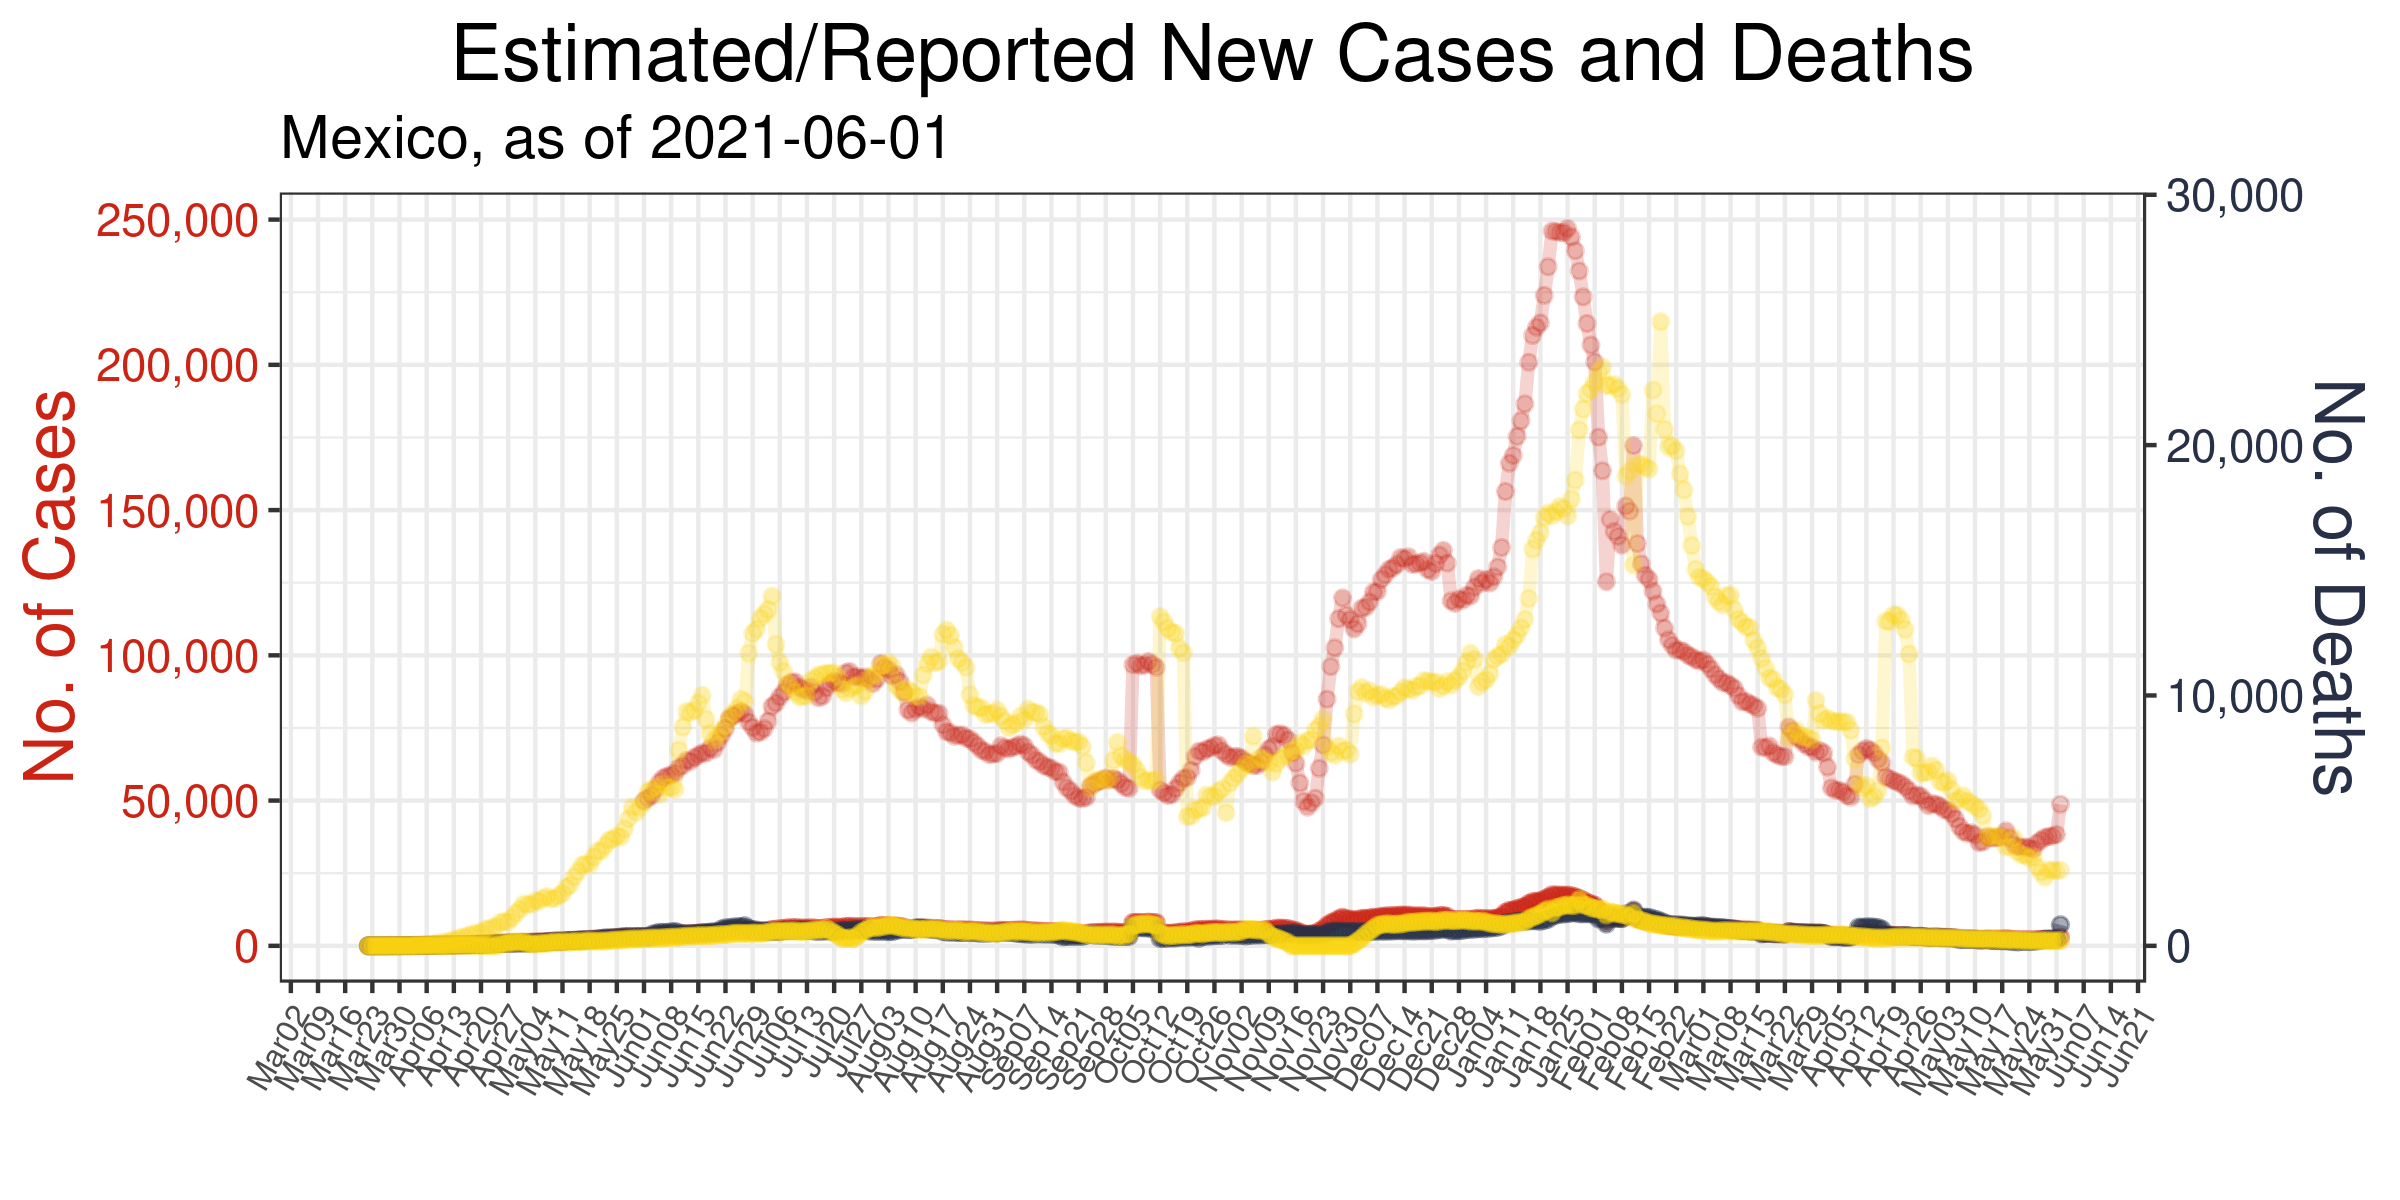 Estimated/Reported New Cases and Deaths
Mexico, as of 2021-06-01
No. of Cases
250,000
200,000
150,000
100,000
50,000
0
30,000
20,000
10,000
0
No. of Deaths
Mar02
Mar09
Mar16
Mar23
Mar30
Apr06
Apr13
Apr20
Apr27
May04
May11
May18
May25
Jun01
Jun08
Jun15
Jun22
Jun29
Jul06
Jul13
Jul20
Jul27
Aug03
Aug10
Aug17
Aug24
Aug31
Sep07
Sep14
Sep21
Sep28
Oct05
Oct12
Oct19
Oct26
Nov02
Nov09
Nov16
Nov23
Nov30
Dec07
Dec14
Dec21
Dec28
Jan04
Jan11
Jan18
Jan25
Feb01
Feb08
Feb15
Feb22
Mar01
Mar08
Mar15
Mar22
Mar29
Apr05
Apr12
Apr19
Apr26
May03
May10
May17
May24
May31
Jun07
Jun14
Jun21